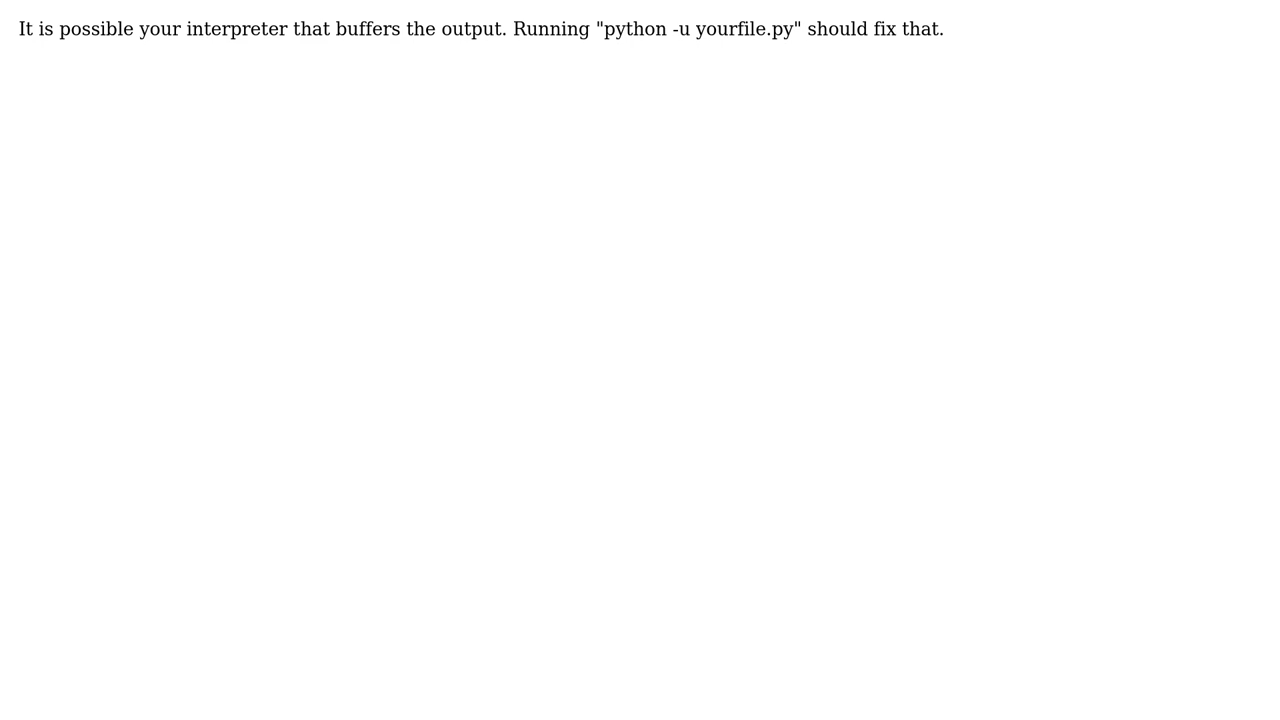 It is possible your interpreter that buffers the output. Running "python -u yourfile.py" should fix that.